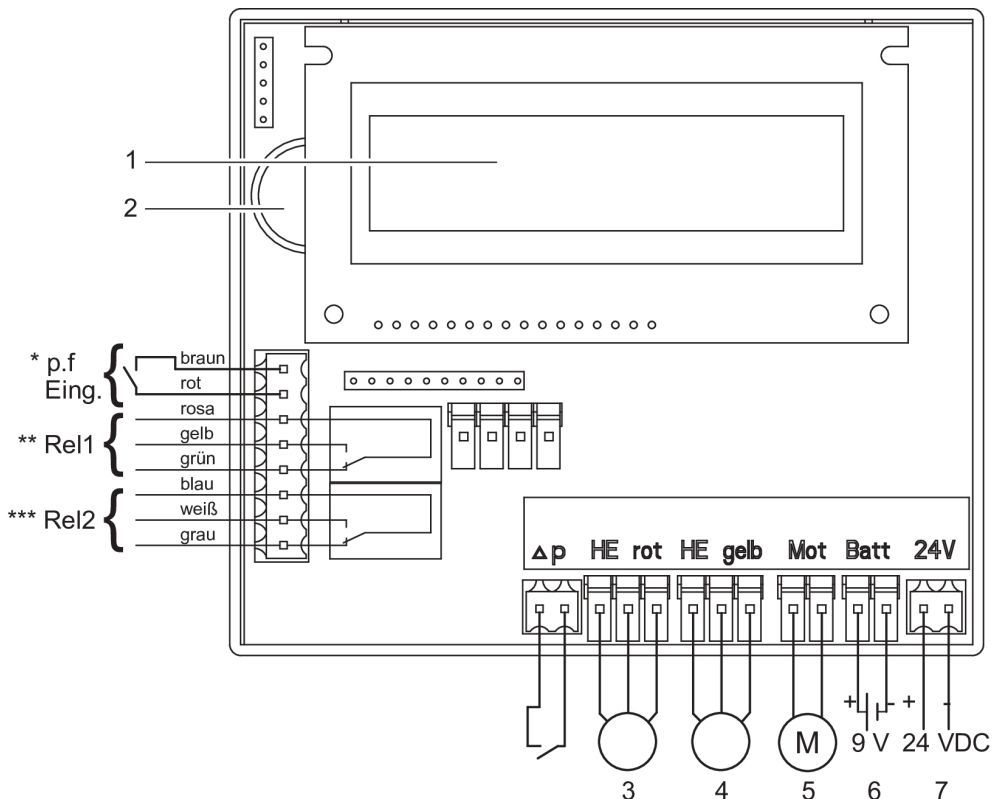 1
2
* p.f
Eing.
braun
rot
** Rel1
rosa
gelb
grün
*** Rel2
blau
weiß
grau
Δp HE rot HE gelb Mot Batt 24V
M
+ -
9 V
+ -
24 VDC
3 4 5 6 7